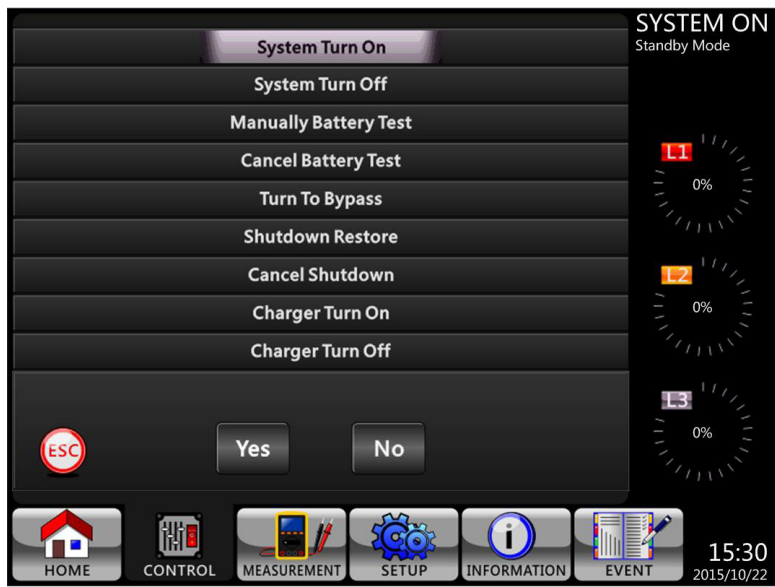 System Turn On
System Turn Off
Manually Battery Test
Cancel Battery Test
Turn To Bypass
Shutdown Restore
Cancel Shutdown
Charger Turn On
Charger Turn Off
ESC
Yes
No
SYSTEM ON
Standby Mode
L1
0%
L2
0%
L3
0%
HOME
CONTROL
MEASUREMENT
SETUP
INFORMATION
EVENT
15:30
2015/10/22